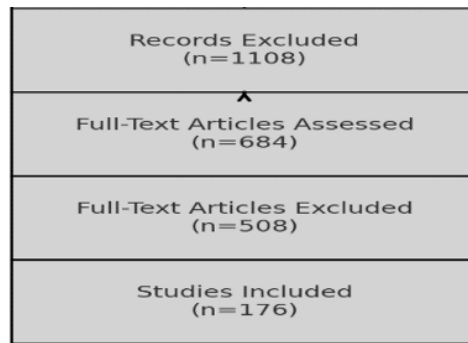 Records Excluded
(n=1108)
Full-Text Articles Assessed
(n=684)
Full-Text Articles Excluded
(n=508)
Studies Included
(n=176)